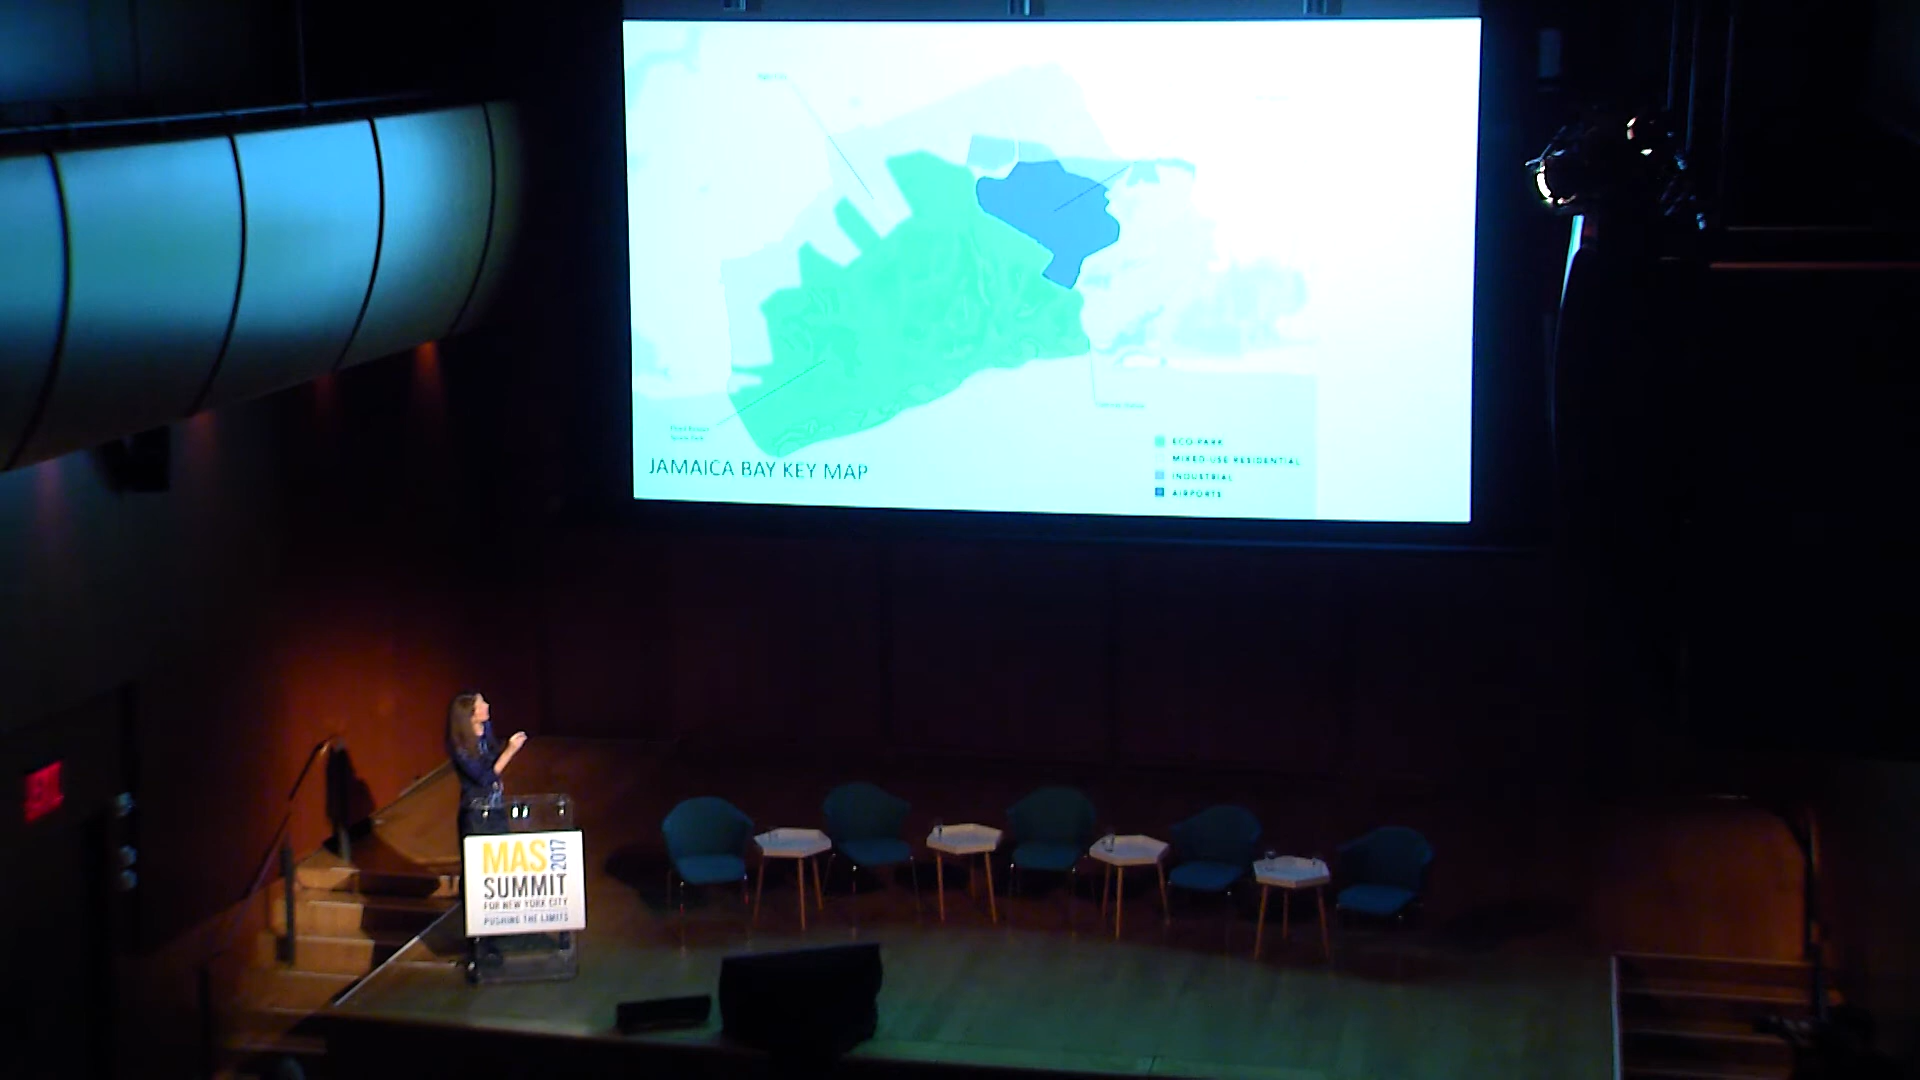 JAMAICA BAY KEY MAP
ECO-PARK
MIXED USE RESIDENTIAL
INDUSTRIAL
AIRPORTS
MAS
2017
SUMMIT
FOR NEW YORK CITY
PUSHING THE LIMITS